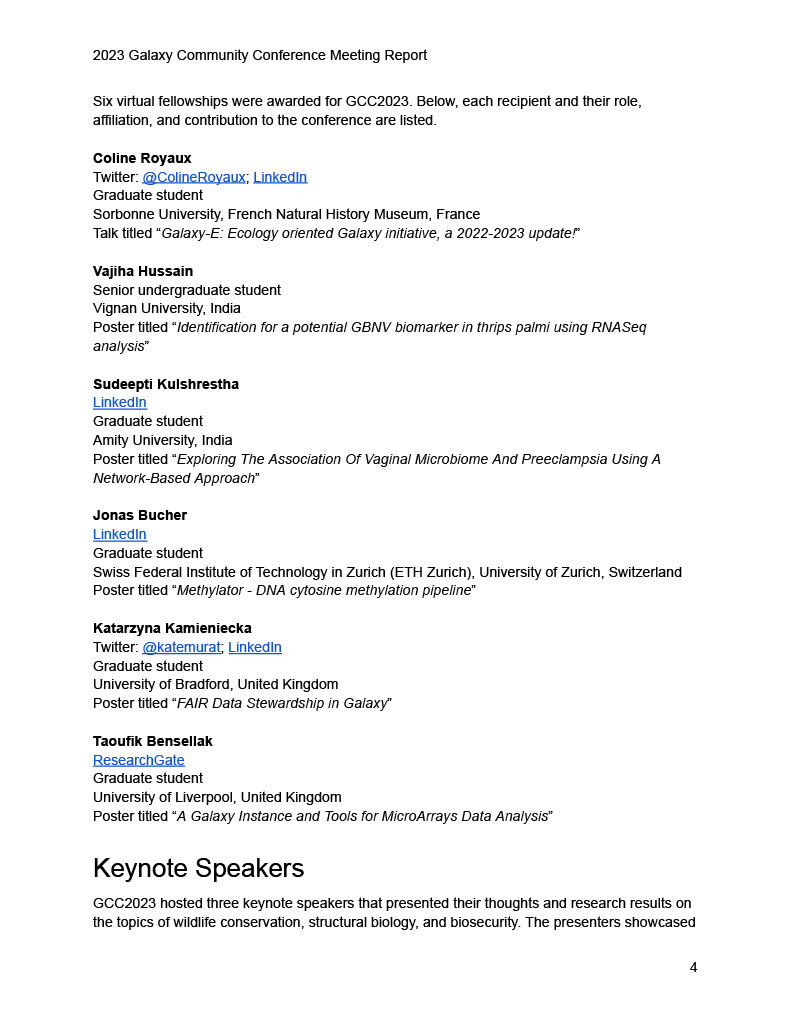 2023 Galaxy Community Conference Meeting Report
Six virtual fellowships were awarded for GCC2023. Below, each recipient and their role,
affiliation, and contribution to the conference are listed.
Coline Royaux
Twitter: @ColineRoyaux; LinkedIn
Graduate student
Sorbonne University, French Natural History Museum, France
Talk titled “Galaxy-E: Ecology oriented Galaxy initiative, a 2022-2023 update!”
Vajiha Hussain
Senior undergraduate student
Vignan University, India
Poster titled “Identification for a potential GBNV biomarker in thrips palmi using RNASeq
analysis”
Sudeepti Kulshrestha
LinkedIn
Graduate student
Amity University, India
Poster titled “Exploring The Association Of Vaginal Microbiome And Preeclampsia Using A
Network-Based Approach”
Jonas Bucher
LinkedIn
Graduate student
Swiss Federal Institute of Technology in Zurich (ETH Zurich), University of Zurich, Switzerland
Poster titled “Methylator - DNA cytosine methylation pipeline”
Katarzyna Kamieniecka
Twitter: @katemurat; LinkedIn
Graduate student
University of Bradford, United Kingdom
Poster titled “FAIR Data Stewardship in Galaxy”
Taoufik Bensellak
ResearchGate
Graduate student
University of Liverpool, United Kingdom
Poster titled “A Galaxy Instance and Tools for MicroArrays Data Analysis”
Keynote Speakers
GCC2023 hosted three keynote speakers that presented their thoughts and research results on
the topics of wildlife conservation, structural biology, and biosecurity. The presenters showcased
4